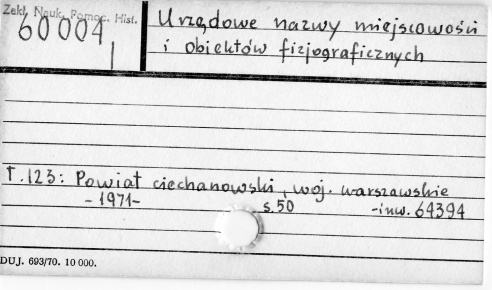 Zakł. Nauk Pomoc. Hist.
60004
Urzędowe nazwy miejscowości
i obiektów fizjograficznych
T.123: Powiat ciechanowski, woj. warszawskie
-1971- s.50 -inw. 64394
DUJ. 693/70. 10 000.